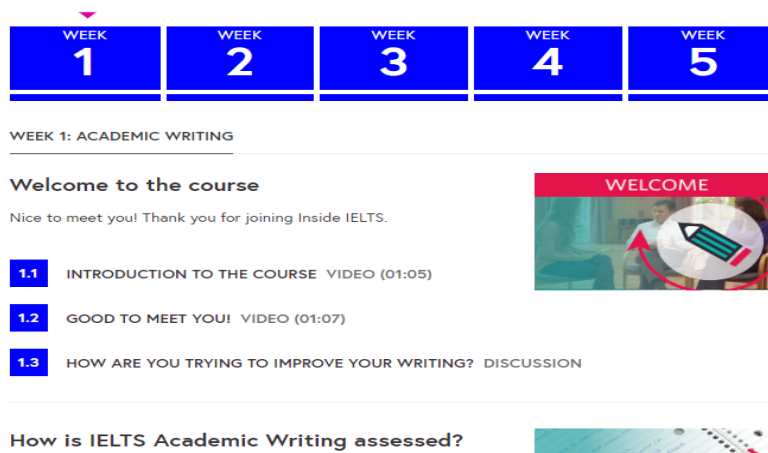 WEEK
1
WEEK
2
WEEK
3
WEEK
4
WEEK
5
WEEK 1: ACADEMIC WRITING
Welcome to the course
Nice to meet you! Thank you for joining Inside IELTS.
WELCOME
1.1 INTRODUCTION TO THE COURSE VIDEO (01:05)
1.2 GOOD TO MEET YOU! VIDEO (01:07)
1.3 HOW ARE YOU TRYING TO IMPROVE YOUR WRITING? DISCUSSION
How is IELTS Academic Writing assessed?